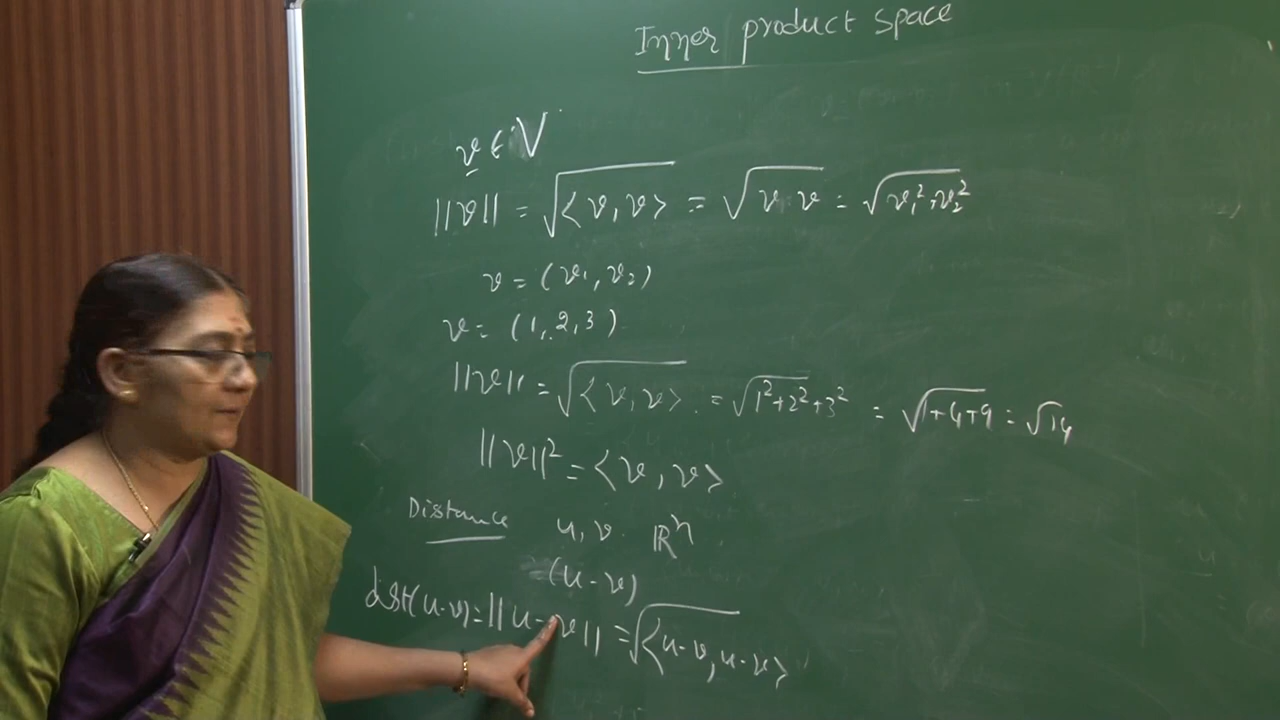 Inner product space
v ∈ V
||v|| = √<v, v> = √v·v = √v₁²+v₂²
v = (v₁, v₂)
v = (1, 2, 3)
||v|| = √<v, v> = √1²+2²+3² = √1+4+9 = √14
||v||² = <v, v>
Distance u, v ℝⁿ
(u - v)
dist(u-v) = ||u-v|| = √<u-v, u-v>